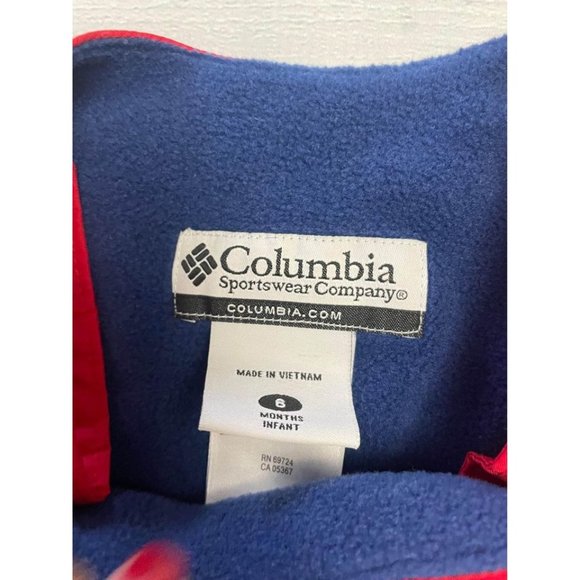 Columbia
Sportswear Company®
COLUMBIA.COM
MADE IN VIETNAM
6
MONTHS
INFANT
RN 69724
CA 05367